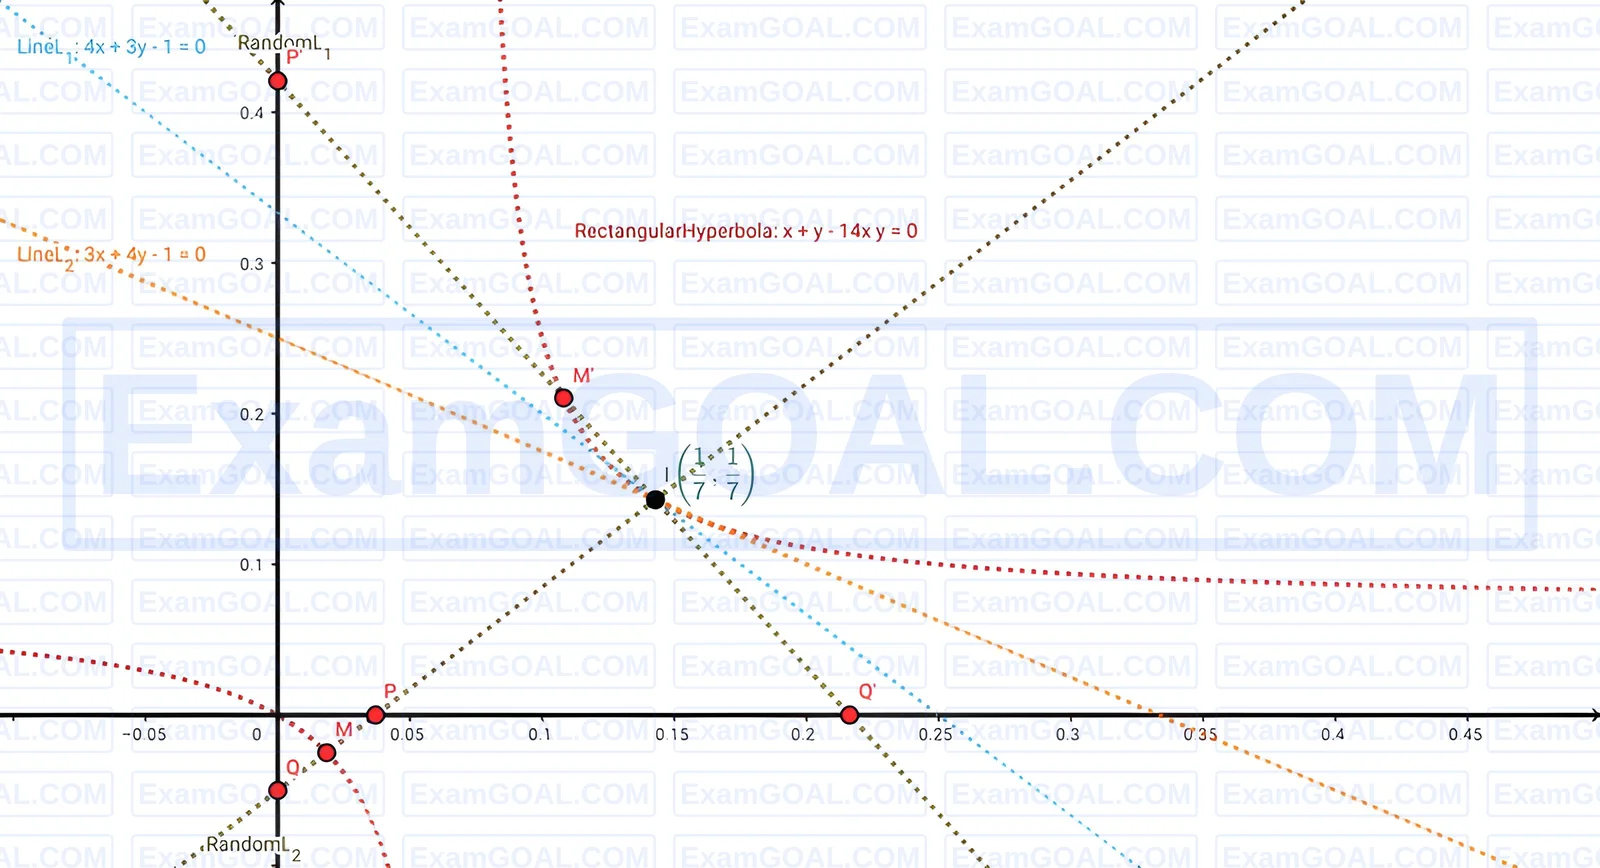 LineL1: 4x + 3y - 1 = 0
RandomL1
P'
0.4
RectangularHyperbola: x + y - 14x y = 0
LineL2: 3x + 4y - 1 = 0
0.3
ExamGOAL.COM
M'
0.2
I (1/7, 1/7)
0.1
P
Q'
-0.05
0
M
0.05
0.1
0.15
0.2
0.25
0.3
0.35
0.4
0.45
Q
RandomL2